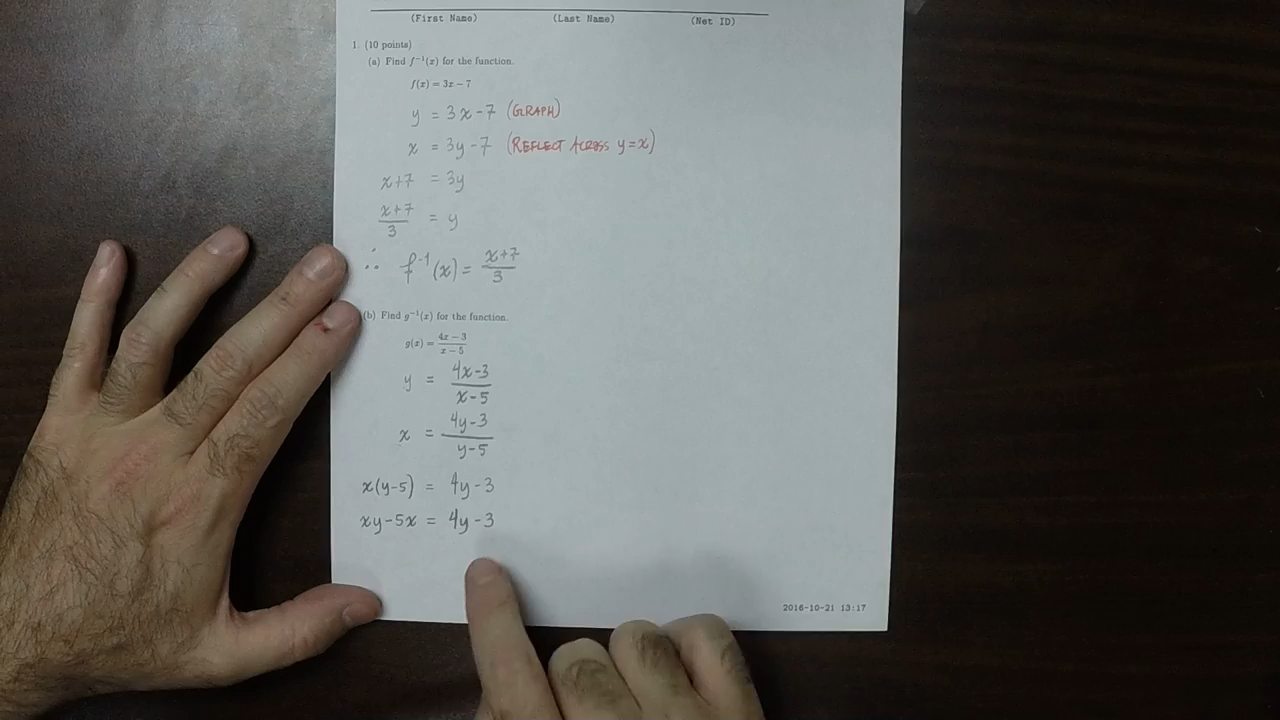 (First Name) (Last Name) (Net ID)
1. (10 points)
(a) Find f⁻¹(x) for the function.
f(x) = 3x − 7
y = 3x − 7 (GRAPH)
x = 3y − 7 (REFLECT ACROSS y = x)
x+7 = 3y
(x+7)/3 = y
∴ f⁻¹(x) = (x+7)/3
(b) Find g⁻¹(x) for the function.
g(x) = (4x − 3)/(x − 5)
y = (4x−3)/(x−5)
x = (4y−3)/(y−5)
x(y−5) = 4y−3
xy−5x = 4y−3
2016-10-21 13:17